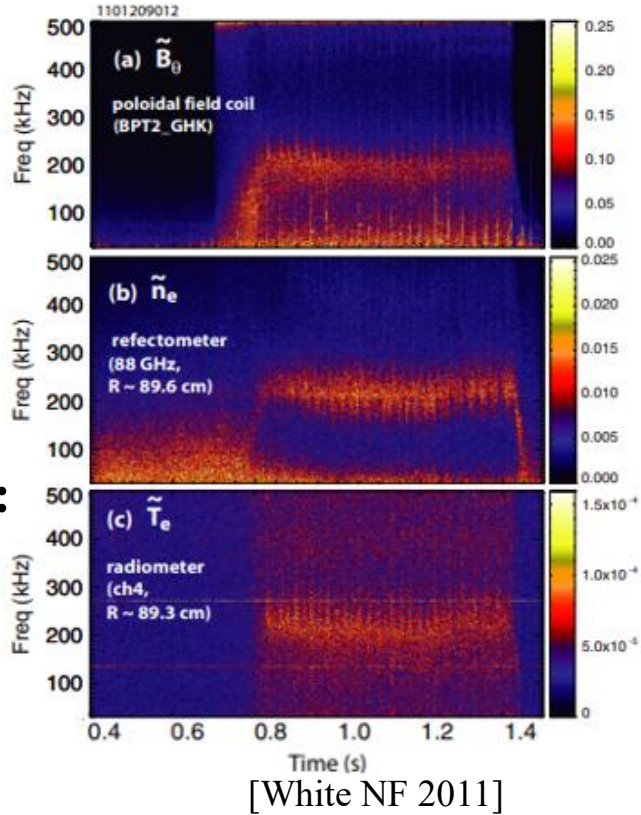 1101209012
(a) B̃θ
poloidal field coil
(BPT2_GHK)
Freq (kHz)
500
400
300
200
100
0.25
0.20
0.15
0.10
0.05
0.00
(b) ñe
refectometer
(88 GHz,
R ~ 89.6 cm)
Freq (kHz)
500
400
300
200
100
0.025
0.020
0.015
0.010
0.005
0.000
:
(c) T̃e
radiometer
(ch4,
R ~ 89.3 cm)
Freq (kHz)
500
400
300
200
100
1.5x10⁻⁴
1.0x10⁻⁴
5.0x10⁻⁵
0
0.4 0.6 0.8 1.0 1.2 1.4
Time (s)
[White NF 2011]